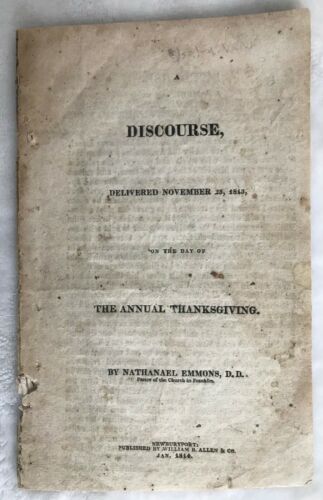 A
DISCOURSE,
DELIVERED NOVEMBER 25, 1813,
ON THE DAY OF
THE ANNUAL THANKSGIVING.
BY NATHANAEL EMMONS, D.D.
Pastor of the Church in Franklin.
NEWBURYPORT:
PUBLISHED BY WILLIAM B. ALLEN & CO.
JAN. 1814.